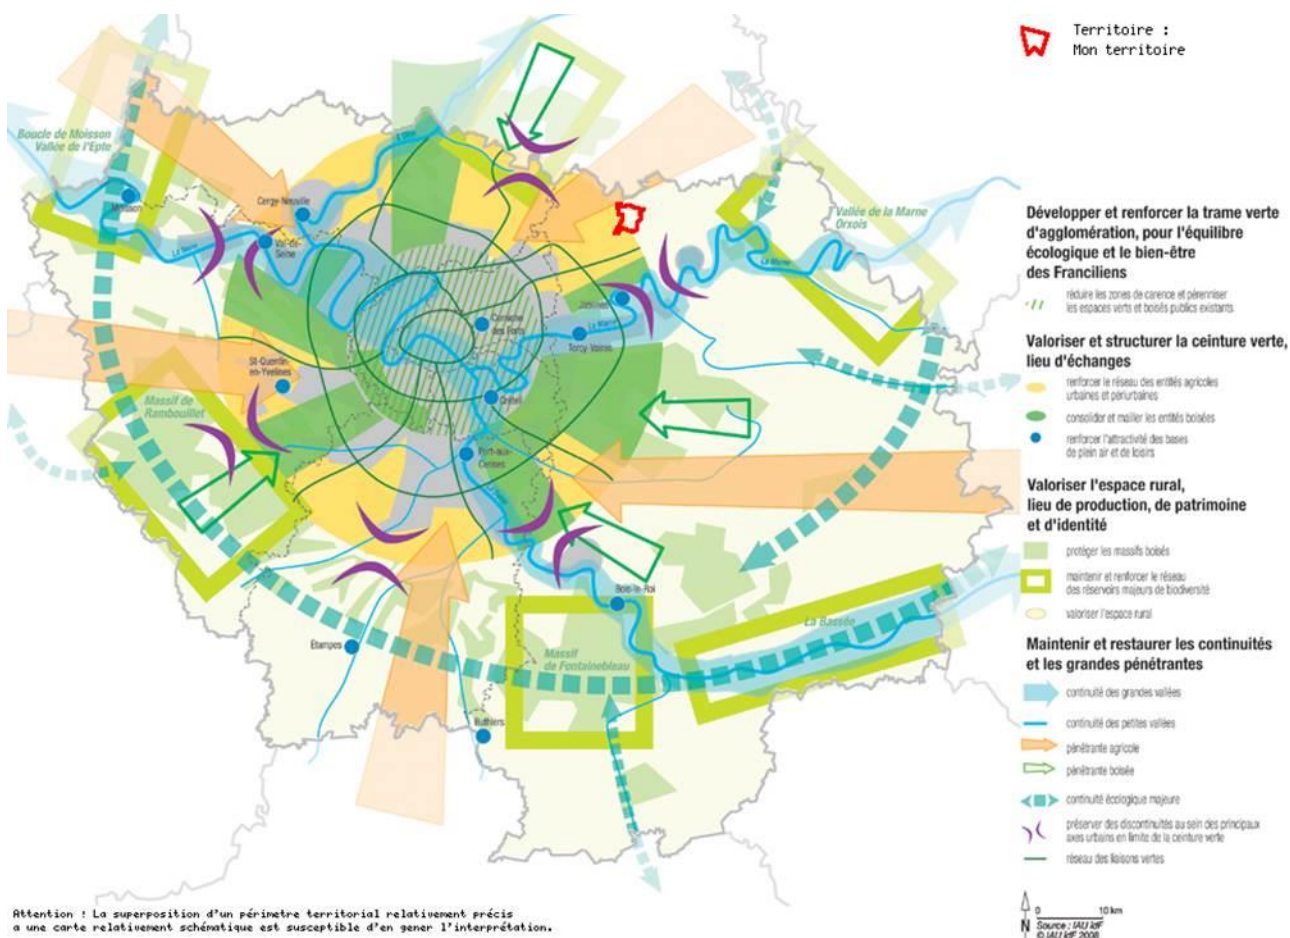 Territoire :
Mon territoire
Boucle de Moisson
Vallée de l'Epte
L'Oise
Moisson
Cergy-Neuville
La Seine
Val-de-
Seine
Vallée de la Marne
Orxois
La Marne
Jablines
La Marne
Torcy-Vaires
Corniche
des Forts
St-Quentin-
en-Yvelines
Créteil
Massif de
Rambouillet
Port-aux-
Cerises
Bois-le-Roi
La Bassée
Etampes
Massif
de Fontainebleau
Buthiers
Développer et renforcer la trame verte
d'agglomération, pour l'équilibre
écologique et le bien-être
des Franciliens
réduire les zones de carence et pérenniser
les espaces verts et boisés publics existants
Valoriser et structurer la ceinture verte,
lieu d'échanges
renforcer le réseau des entités agricoles
urbaines et périurbaines
consolider et mailler les entités boisées
renforcer l'attractivité des bases
de plein air et de loisirs
Valoriser l'espace rural,
lieu de production, de patrimoine
et d'identité
protéger les massifs boisés
maintenir et renforcer le réseau
des réservoirs majeurs de biodiversité
valoriser l'espace rural
Maintenir et restaurer les continuités
et les grandes pénétrantes
continuité des grandes vallées
continuité des petites vallées
pénétrante agricole
pénétrante boisée
continuité écologique majeure
préserver des discontinuités au sein des principaux
axes urbains en limite de la ceinture verte
réseau des liaisons vertes
0 10 km
N
Source : IAU îdF
© IAU îdF 2008
Attention ! La superposition d'un périmetre territorial relativement précis
a une carte relativement schématique est susceptible d'en gener l'interprétation.